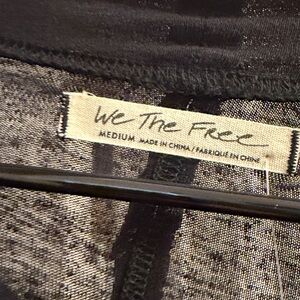 We The Free
MEDIUM MADE IN CHINA / FABRIQUÉ EN CHINE